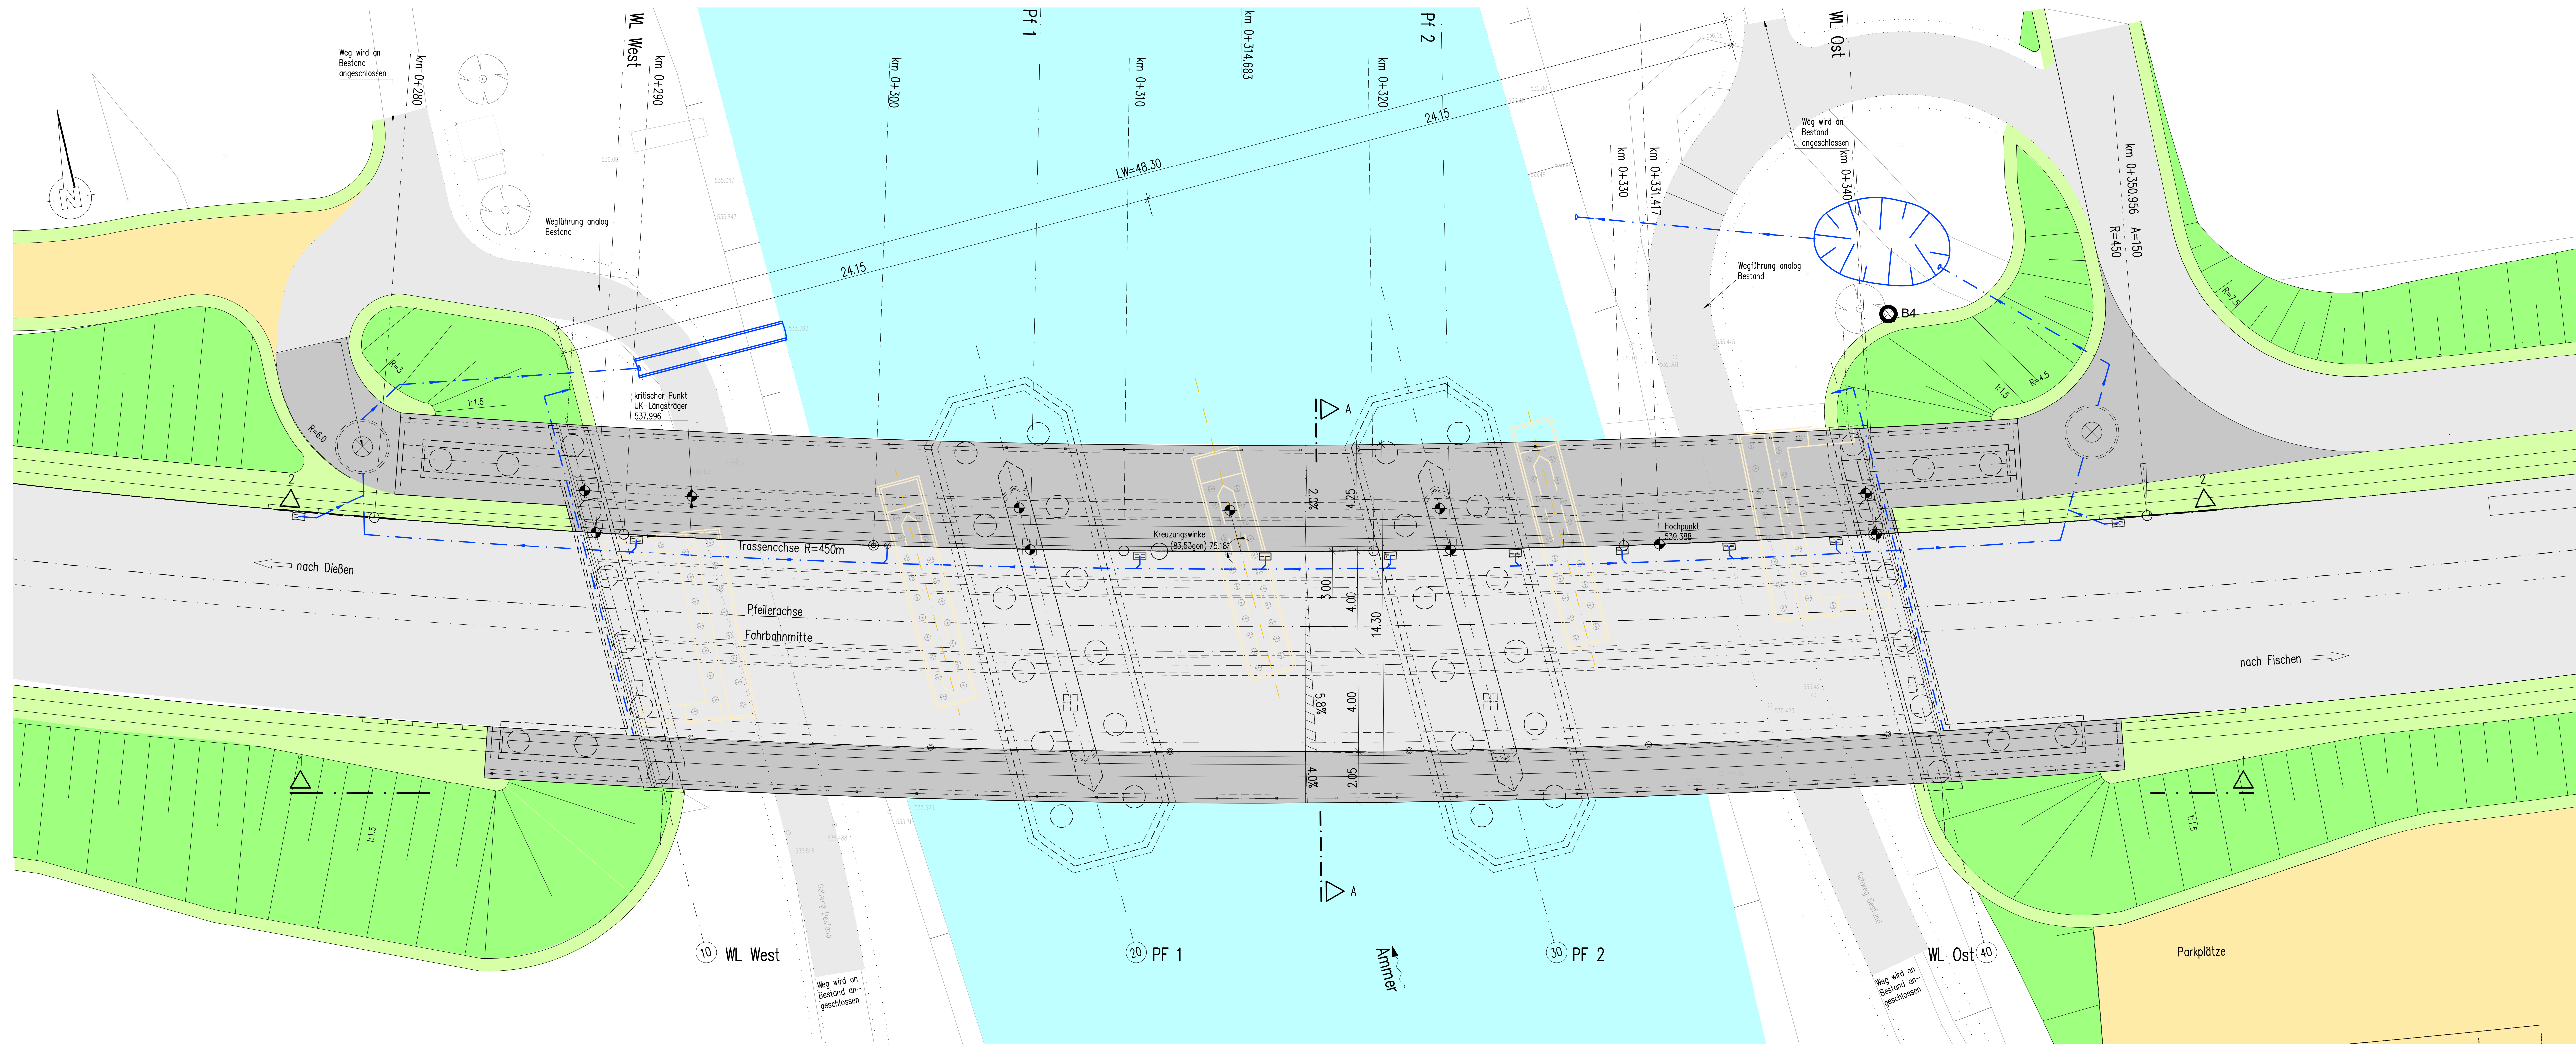 Weg wird an
Bestand
angeschlossen
km 0+280
WL West
km 0+290
km 0+300
Pf 1
km 0+310
km 0+314.683
km 0+320
Pf 2
km 0+330
km 0+331.417
WL Ost
Weg wird an
Bestand
angeschlossen
km 0+340
km 0+350.956 A=150
R=450
N
Wegführung analog
Bestand
LW=48.30
24.15
24.15
Wegführung analog
Bestand
B4
R=7.5
R=3
1:1.5
R=6.0
kritischer Punkt
UK-Längsträger
537.996
1:1.5
R=4.5
A
2
2
2.0%
4.25
Trassenachse R=450m
Kreuzungswinkel
(83,53gon) 75.18°
Hochpunkt
539.388
nach Dießen
Pfeilerachse
Fahrbahnmitte
3.00
4.00
14.30
4.00
5.8%
4.0%
2.05
nach Fischen
1
1
1:1.5
1:1.5
A
Gehweg Bestand
Gehweg Bestand
10 WL West
20 PF 1
Ammer
30 PF 2
WL Ost 40
Parkplätze
Weg wird an
Bestand an-
geschlossen
Weg wird an
Bestand an-
geschlossen